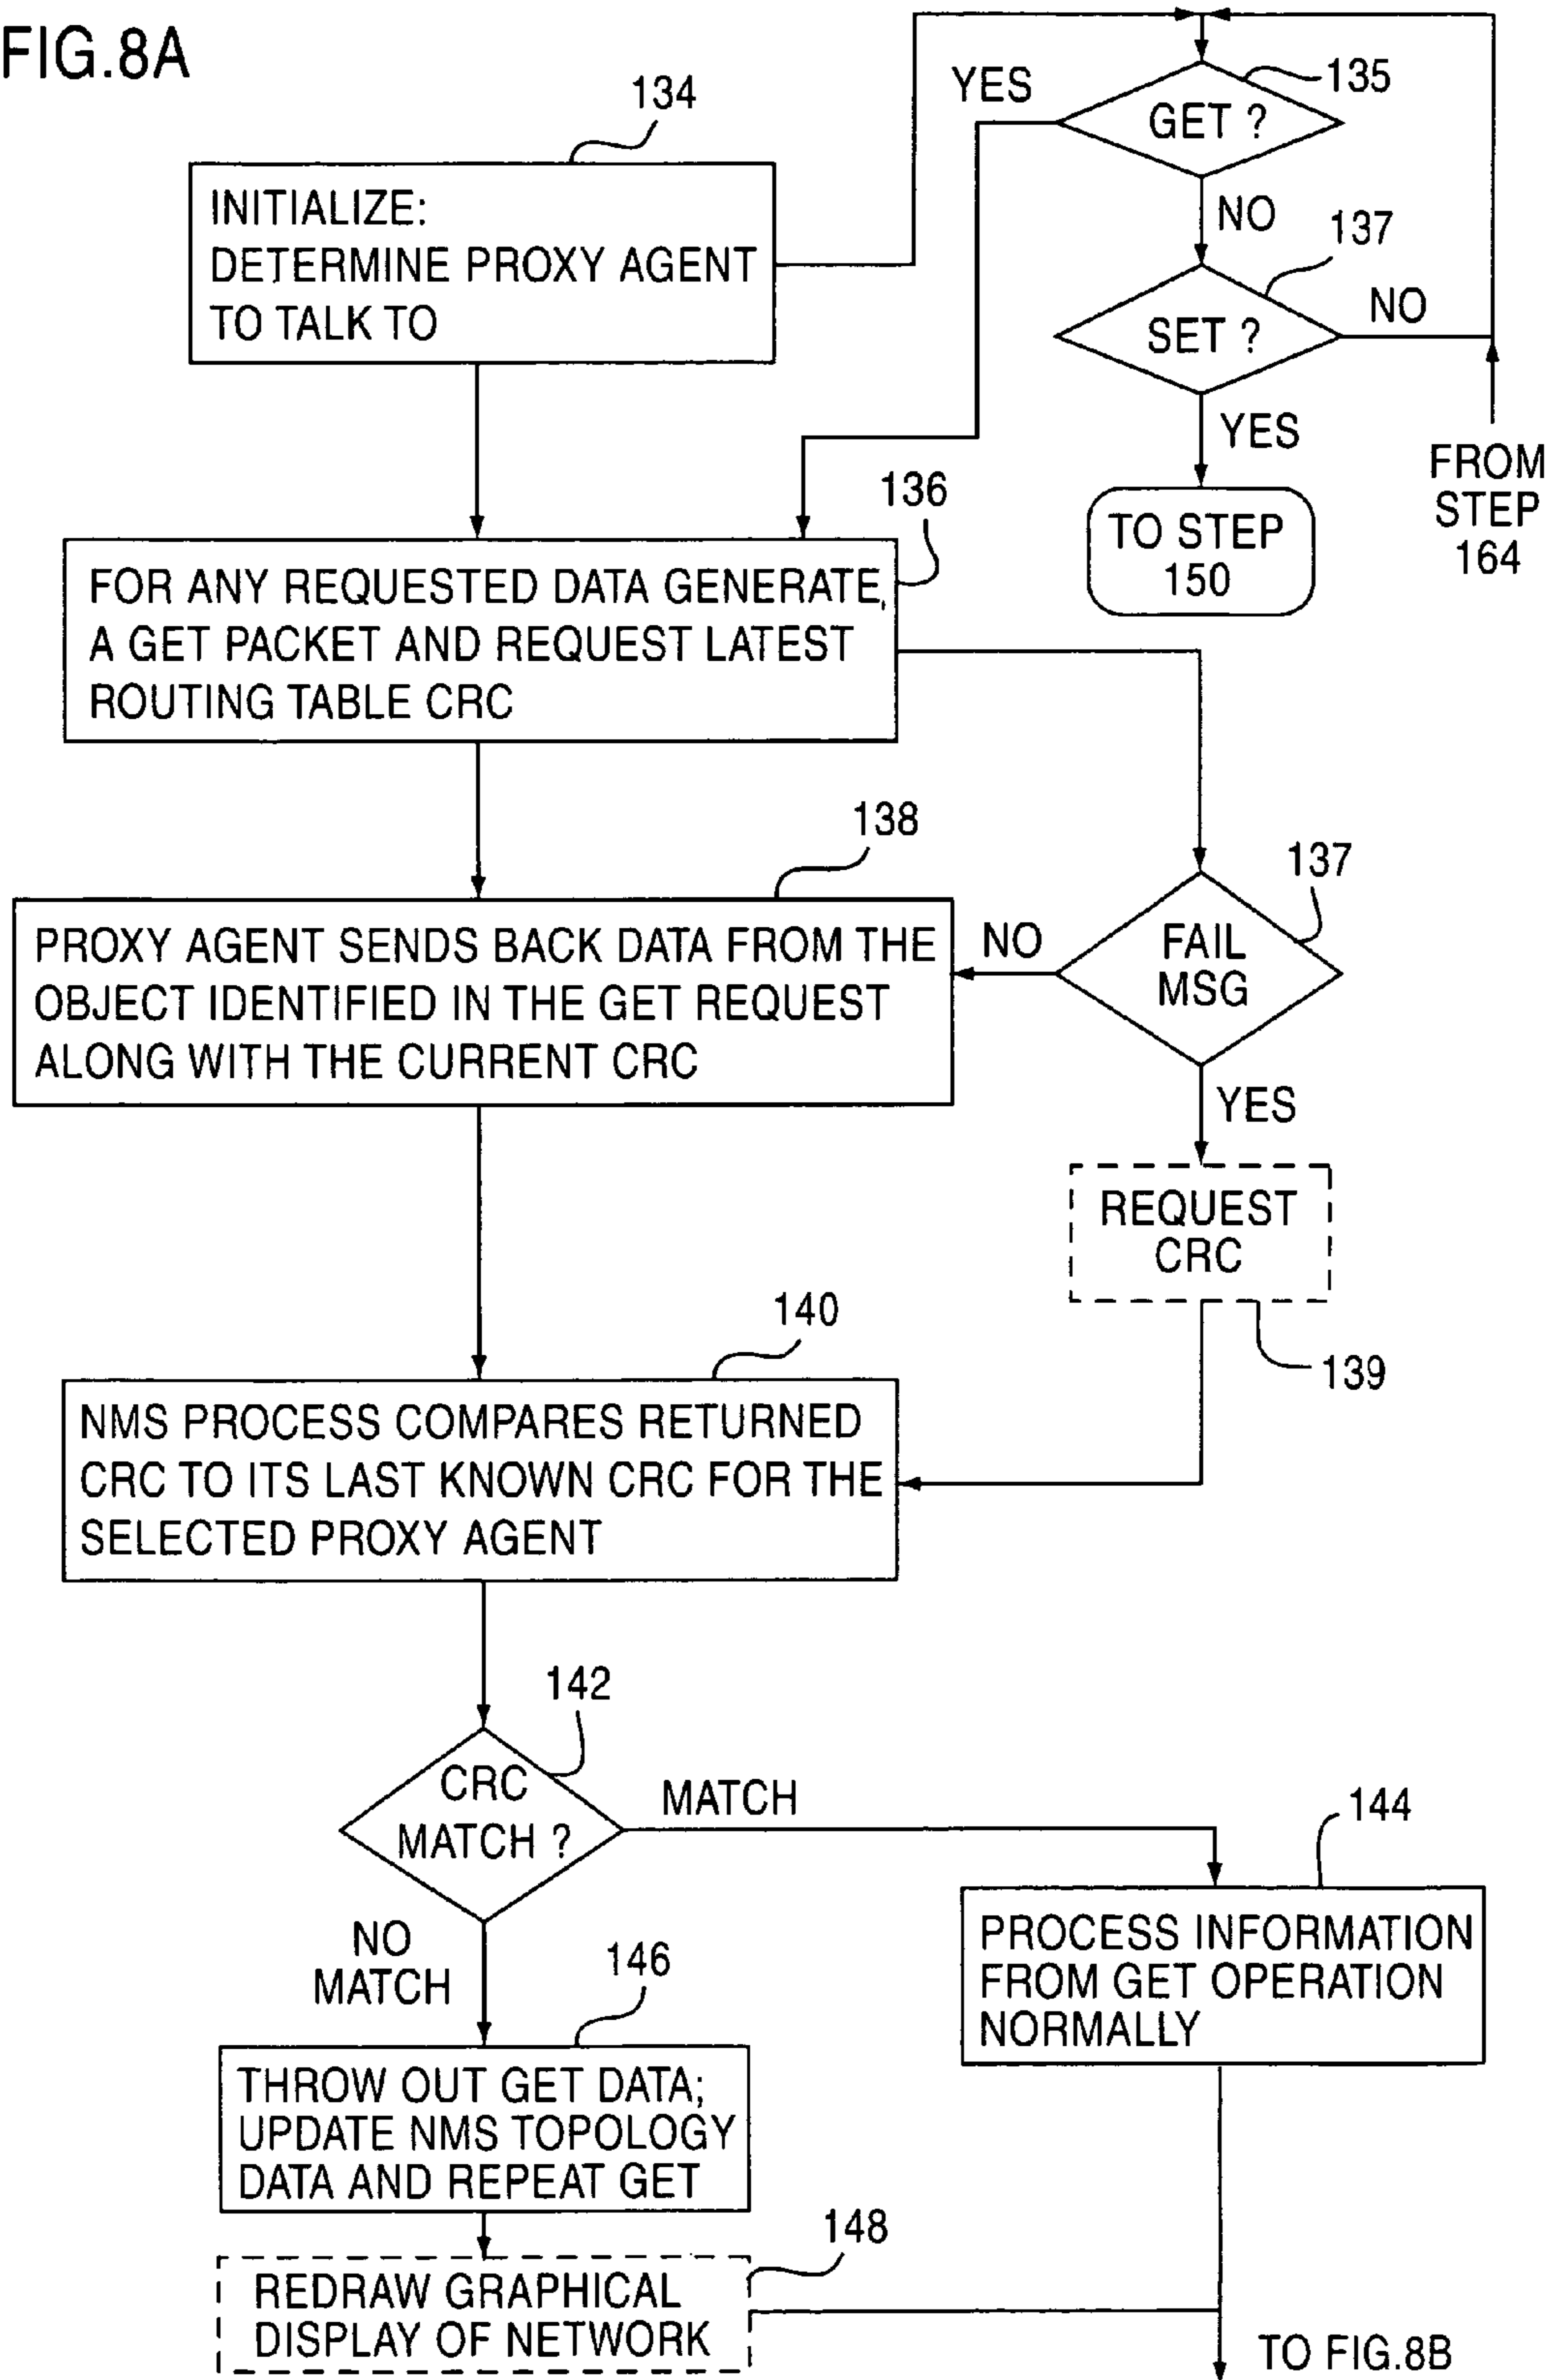 FIG.8A
134
INITIALIZE:
DETERMINE PROXY AGENT
TO TALK TO
YES
GET ?
135
NO
137
SET ?
NO
YES
TO STEP
150
FROM
STEP
164
136
FOR ANY REQUESTED DATA GENERATE,
A GET PACKET AND REQUEST LATEST
ROUTING TABLE CRC
138
PROXY AGENT SENDS BACK DATA FROM THE
OBJECT IDENTIFIED IN THE GET REQUEST
ALONG WITH THE CURRENT CRC
NO
FAIL
MSG
137
YES
REQUEST
CRC
139
140
NMS PROCESS COMPARES RETURNED
CRC TO ITS LAST KNOWN CRC FOR THE
SELECTED PROXY AGENT
142
CRC
MATCH ?
MATCH
144
PROCESS INFORMATION
FROM GET OPERATION
NORMALLY
NO
MATCH
146
THROW OUT GET DATA;
UPDATE NMS TOPOLOGY
DATA AND REPEAT GET
148
REDRAW GRAPHICAL
DISPLAY OF NETWORK
TO FIG.8B